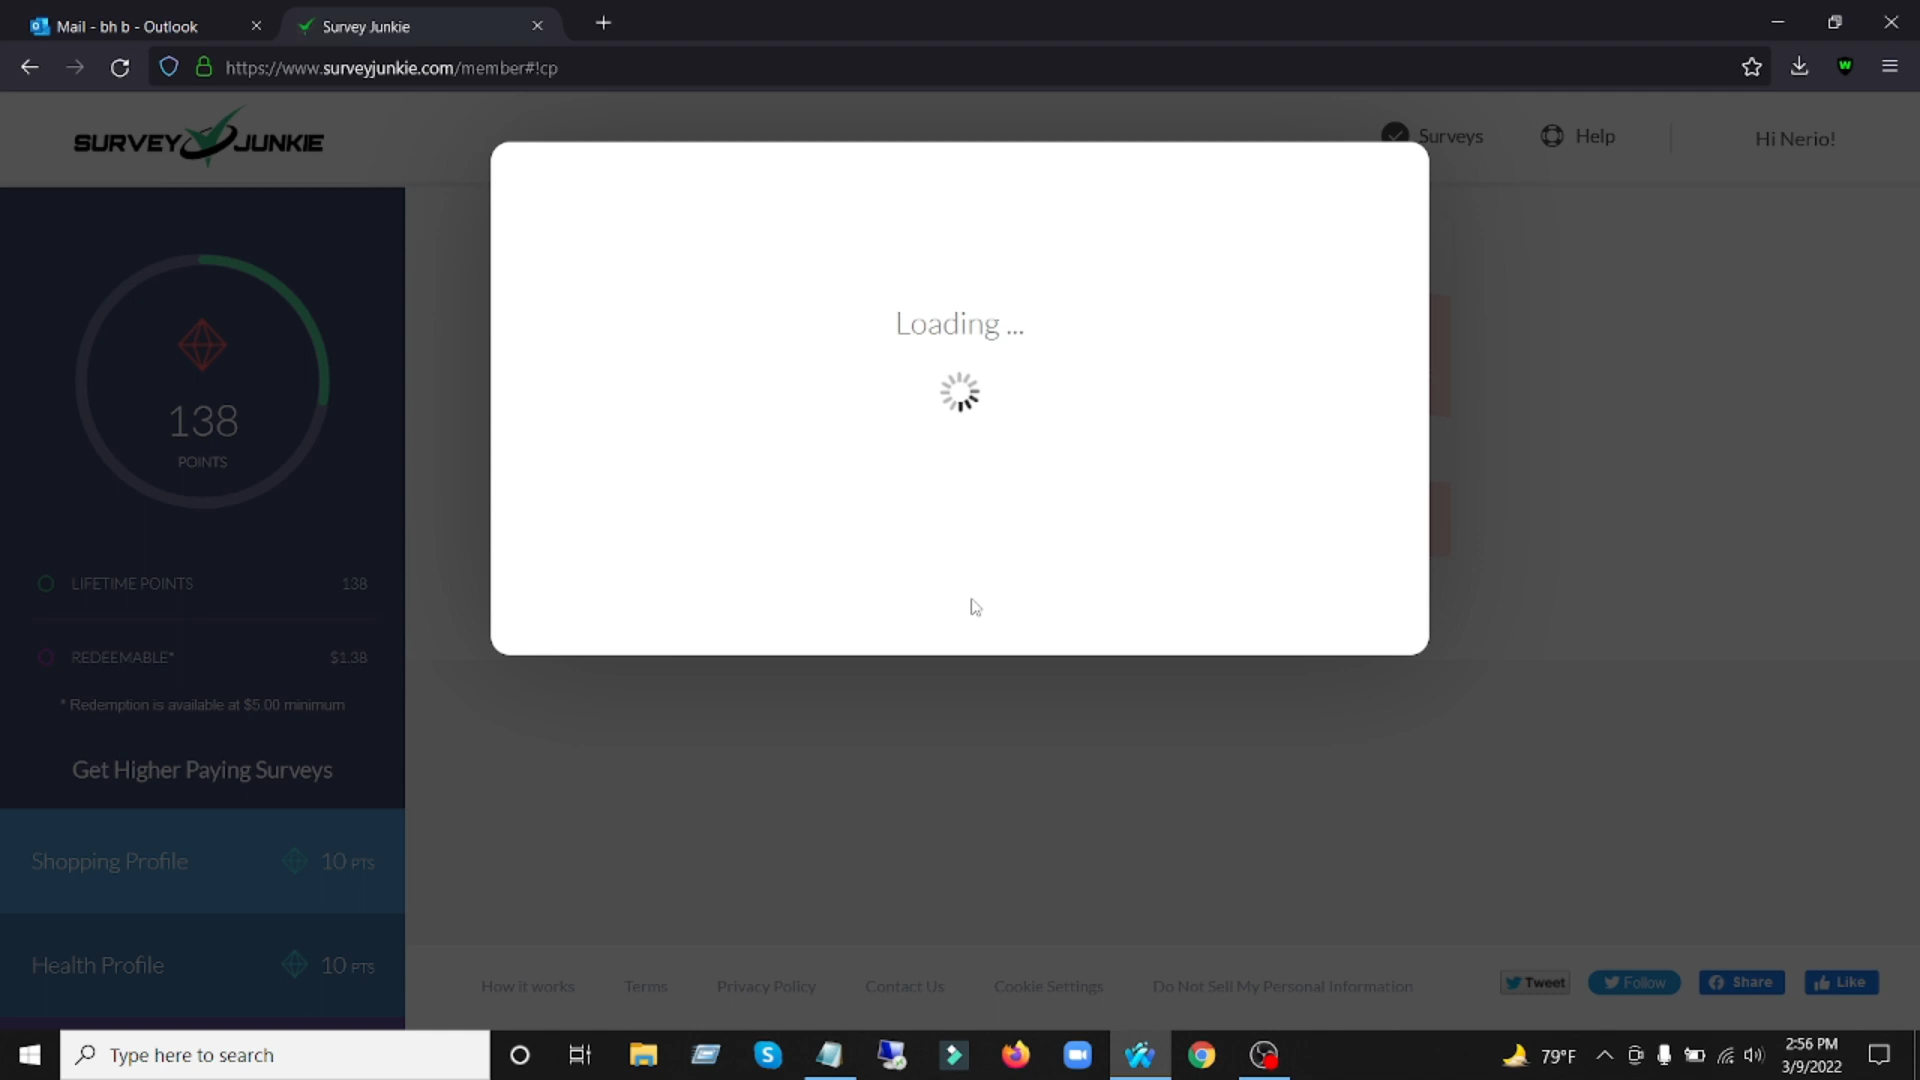 Mail - bh b - Outlook
Survey Junkie
https://www.surveyjunkie.com/member#!cp
SURVEY JUNKIE
Surveys
Help
Hi Nerio!
Loading ...
138
POINTS
LIFETIME POINTS 138
REDEEMABLE* $1.38
* Redemption is available at $5.00 minimum
Get Higher Paying Surveys
Shopping Profile 10 PTS
Health Profile 10 PTS
How it works
Terms
Privacy Policy
Contact Us
Cookie Settings
Do Not Sell My Personal Information
Tweet
Follow
Share
Like
Type here to search
79°F
2:56 PM
3/9/2022